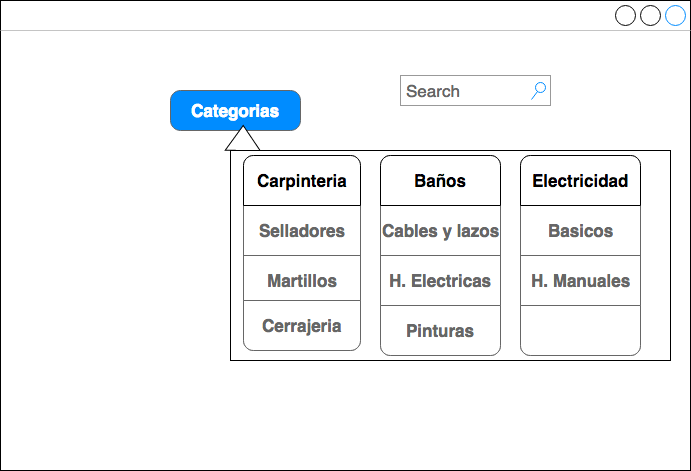 Categorias
Search
Carpinteria
Selladores
Martillos
Cerrajeria
Baños
Cables y lazos
H. Electricas
Pinturas
Electricidad
Basicos
H. Manuales